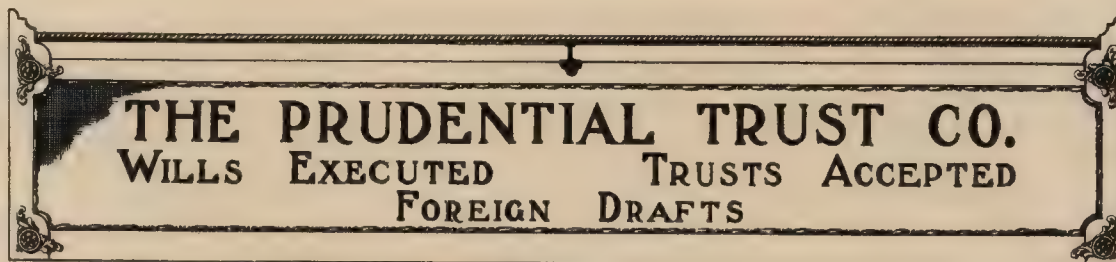 THE PRUDENTIAL TRUST CO.
WILLS EXECUTED TRUSTS ACCEPTED
FOREIGN DRAFTS